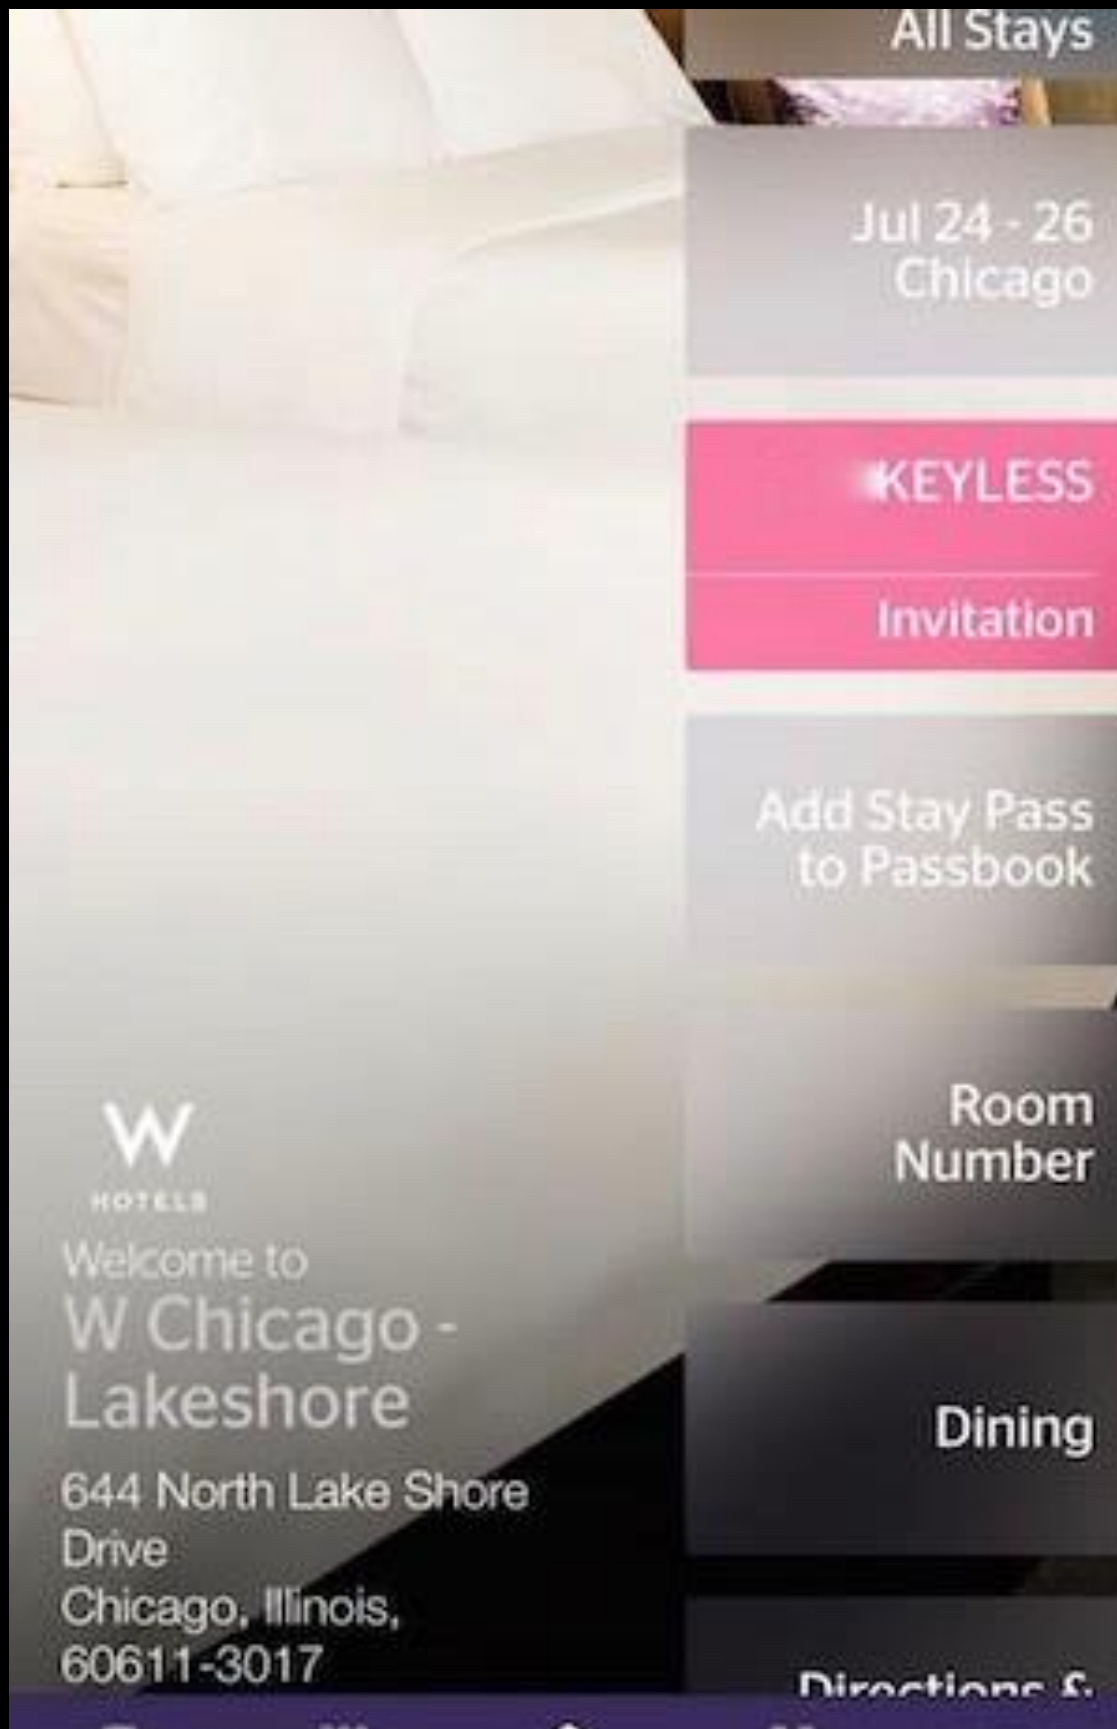 All Stays
Jul 24 - 26
Chicago
KEYLESS
Invitation
Add Stay Pass
to Passbook
Room
Number
Dining
Directions &
W
HOTELS
Welcome to
W Chicago -
Lakeshore
644 North Lake Shore
Drive
Chicago, Illinois,
60611-3017